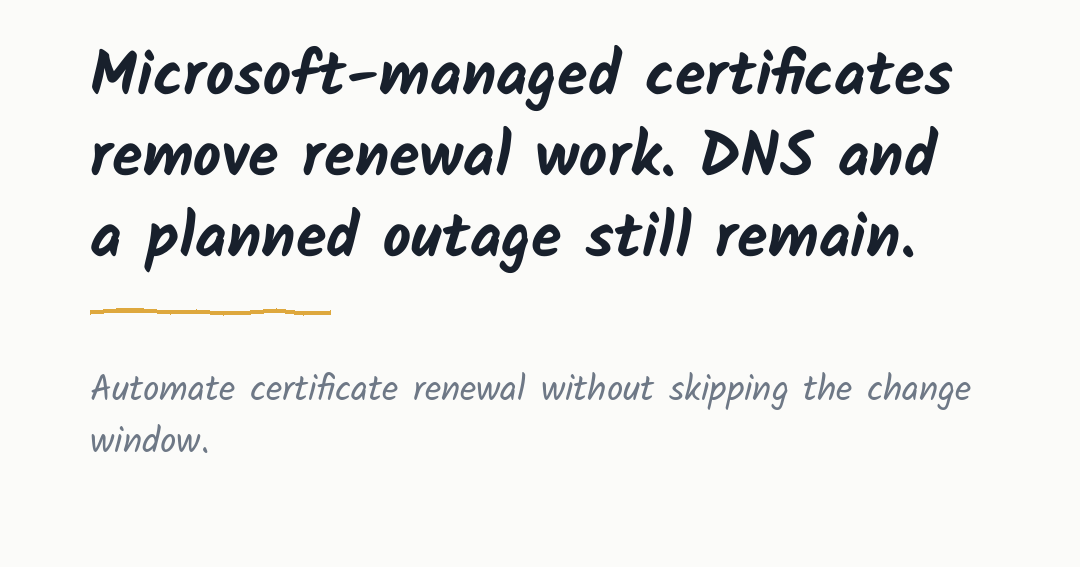 Microsoft-managed certificates
remove renewal work. DNS and
a planned outage still remain.
Automate certificate renewal without skipping the change
window.